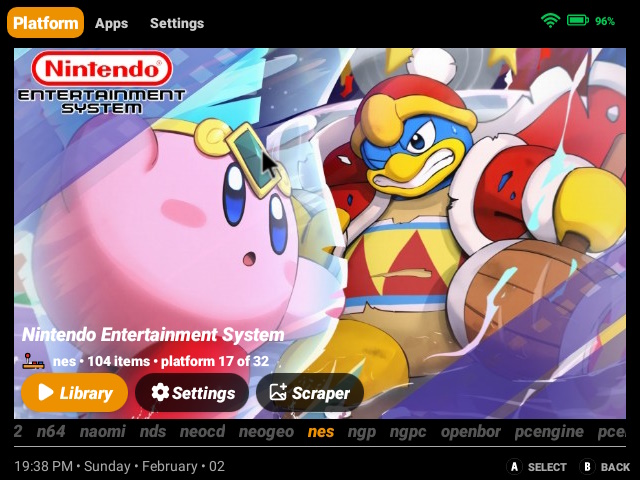 Platform Apps Settings 96%
Nintendo®
ENTERTAINMENT
SYSTEM
Nintendo Entertainment System
nes • 104 items • platform 17 of 32
Library Settings Scraper
2 n64 naomi nds neocd neogeo nes ngp ngpc openbor pcengine pce
19:38 PM • Sunday • February • 02 A SELECT B BACK